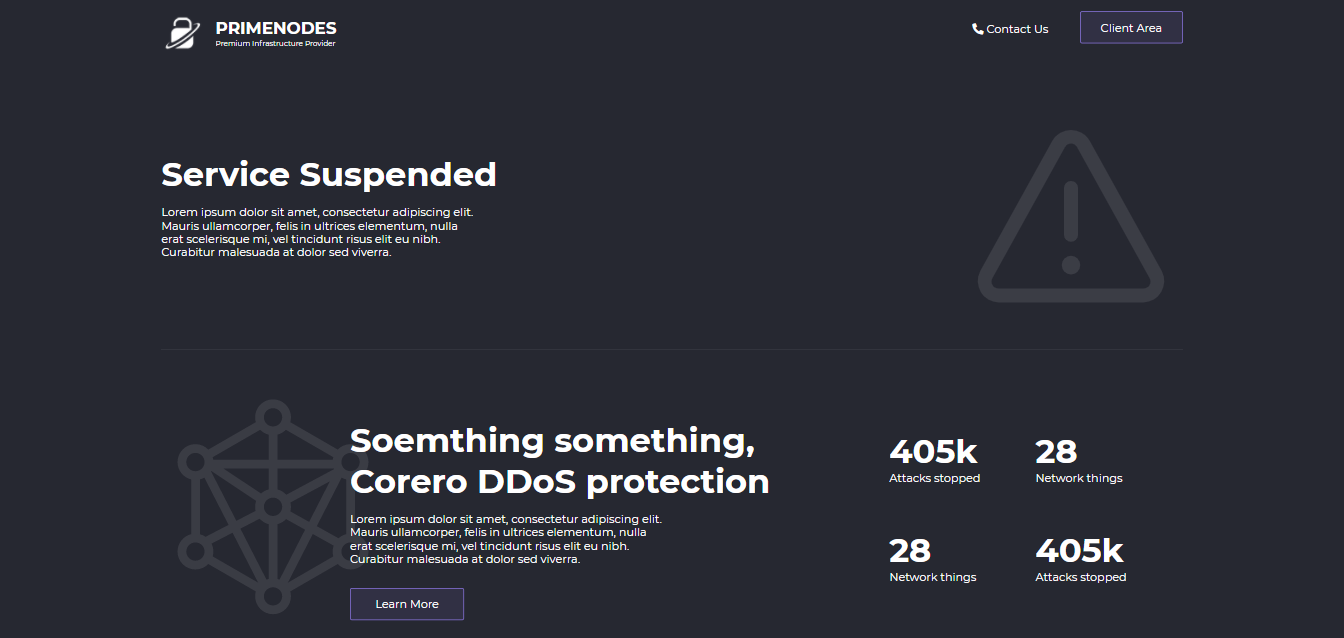 PRIMENODES
Premium Infrastructure Provider
Contact Us
Client Area
Service Suspended
Lorem ipsum dolor sit amet, consectetur adipiscing elit.
Mauris ullamcorper, felis in ultrices elementum, nulla
erat scelerisque mi, vel tincidunt risus elit eu nibh.
Curabitur malesuada at dolor sed viverra.
Soemthing something,
Corero DDoS protection
Lorem ipsum dolor sit amet, consectetur adipiscing elit.
Mauris ullamcorper, felis in ultrices elementum, nulla
erat scelerisque mi, vel tincidunt risus elit eu nibh.
Curabitur malesuada at dolor sed viverra.
Learn More
405k
Attacks stopped
28
Network things
28
Network things
405k
Attacks stopped